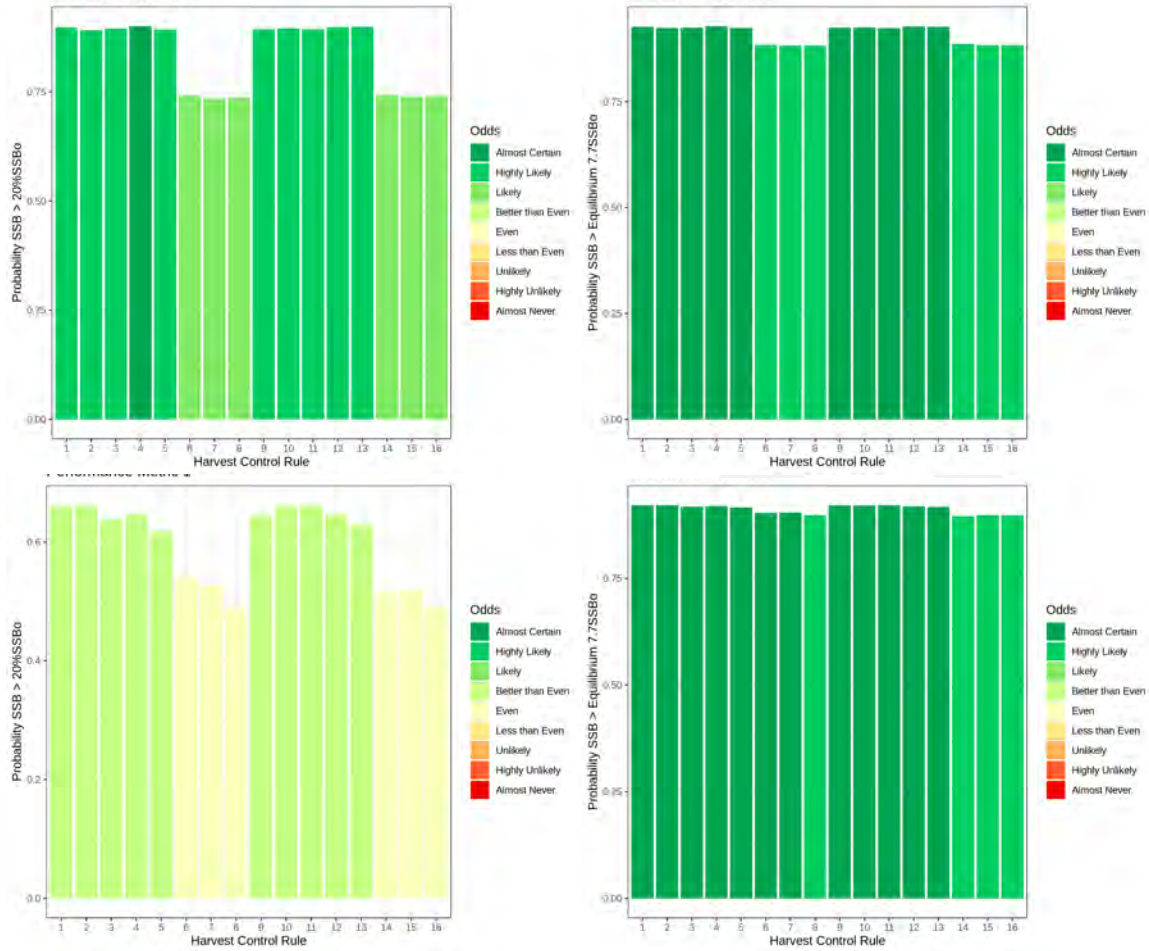 Probability SSB > 20%SSBo
0.75
0.50
0.25
0.00
1 2 3 4 5 6 7 8 9 10 11 12 13 14 15 16
Harvest Control Rule
Odds
Almost Certain
Highly Likely
Likely
Better than Even
Even
Less than Even
Unlikely
Highly Unlikely
Almost Never
Probability SSB > Equilibrium 7.7SSBo
0.75
0.50
0.25
0.00
1 2 3 4 5 6 7 8 9 10 11 12 13 14 15 16
Harvest Control Rule
Odds
Almost Certain
Highly Likely
Likely
Better than Even
Even
Less than Even
Unlikely
Highly Unlikely
Almost Never
Probability SSB > 20%SSBo
0.6
0.4
0.2
0.0
1 2 3 4 5 6 7 8 9 10 11 12 13 14 15 16
Harvest Control Rule
Odds
Almost Certain
Highly Likely
Likely
Better than Even
Even
Less than Even
Unlikely
Highly Unlikely
Almost Never
Probability SSB > Equilibrium 7.7SSBo
0.75
0.50
0.25
0.00
1 2 3 4 5 6 7 8 9 10 11 12 13 14 15 16
Harvest Control Rule
Odds
Almost Certain
Highly Likely
Likely
Better than Even
Even
Less than Even
Unlikely
Highly Unlikely
Almost Never